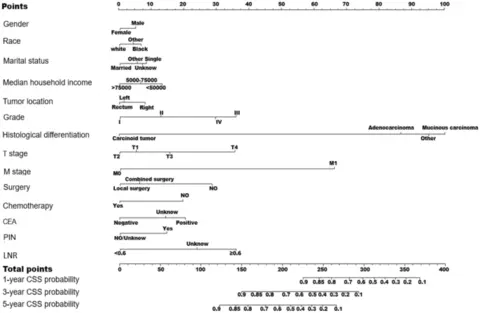 Points 0 10 20 30 40 50 60 70 80 90 100
Male
Gender
Female
Other
Race
white Black
Other Single
Marital status
Married Unknow
5000-75000
Median household income
>75000 <50000
Left
Tumor location
Rectum Right
II III
Grade
I IV
Adenocarcinoma Mucinous carcinoma
Histological differentiation
Carcinoid tumor Other
T1 T4
T stage
T2 T3
M1
M stage
M0
Combined surgery
Surgery
Local surgery NO
NO
Chemotherapy
Yes
Unknow
CEA
Negative Positive
Yes
PIN
NO/Unknow
Unknow
LNR
<0.6 ≥0.6
Total points 0 50 100 150 200 250 300 350 400
1-year CSS probability
0.9 0.85 0.8 0.7 0.6 0.5 0.4 0.3 0.2 0.1
3-year CSS probability
0.9 0.85 0.8 0.7 0.6 0.5 0.4 0.3 0.2 0.1
5-year CSS probability
0.9 0.85 0.8 0.7 0.6 0.5 0.4 0.3 0.2 0.1